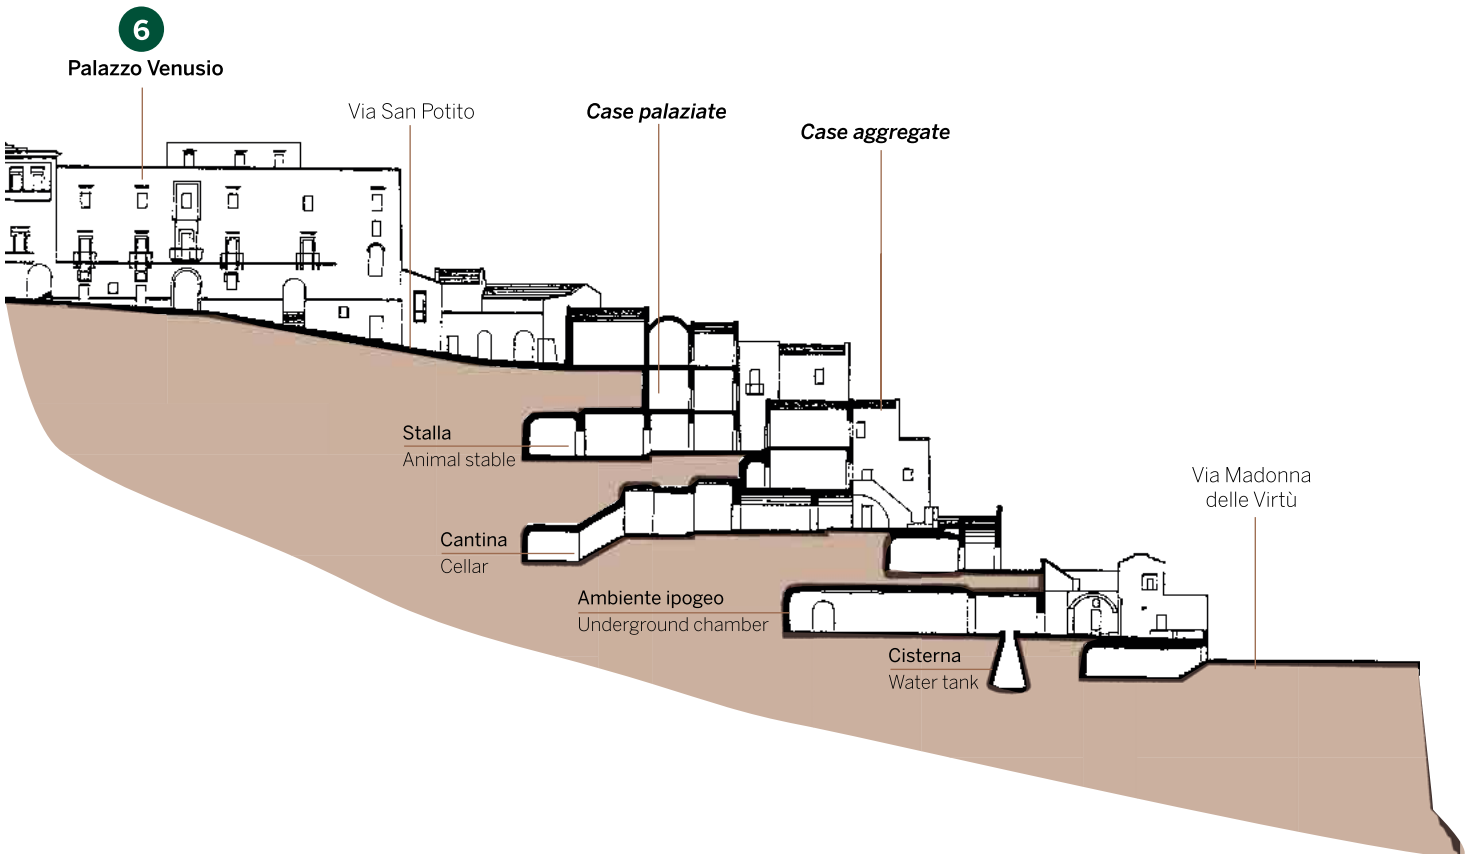 6
Palazzo Venusio
Via San Potito
Case palaziate
Case aggregate
Stalla
Animal stable
Via Madonna
delle Virtù
Cantina
Cellar
Ambiente ipogeo
Underground chamber
Cisterna
Water tank